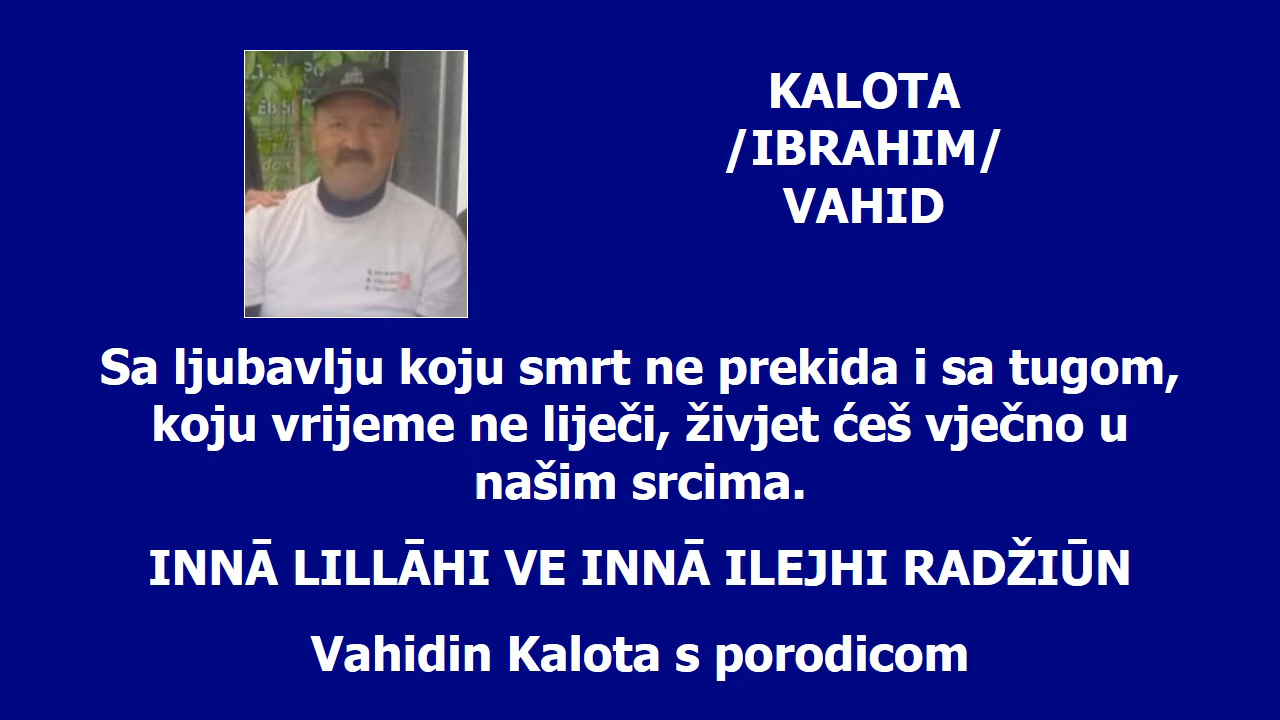 KALOTA
/IBRAHIM/
VAHID
Sa ljubavlju koju smrt ne prekida i sa tugom,
koju vrijeme ne liječi, živjet ćeš vječno u
našim srcima.
INNĀ LILLĀHI VE INNĀ ILEJHI RADŽIŪN
Vahidin Kalota s porodicom